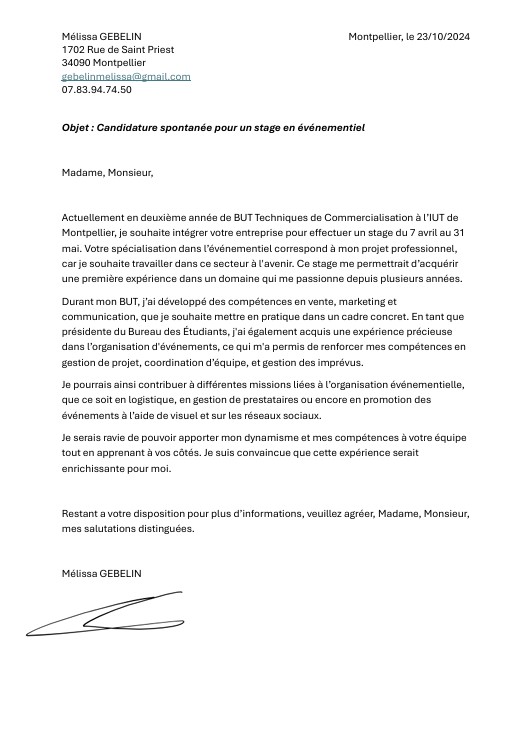 Mélissa GEBELIN
Montpellier, le 23/10/2024
1702 Rue de Saint Priest
34090 Montpellier
gebelinmelissa@gmail.com
07.83.94.74.50
Objet : Candidature spontanée pour un stage en événementiel
Madame, Monsieur,
Actuellement en deuxième année de BUT Techniques de Commercialisation à l'IUT de
Montpellier, je souhaite intégrer votre entreprise pour effectuer un stage du 7 avril au 31
mai. Votre spécialisation dans l'événementiel correspond à mon projet professionnel,
car je souhaite travailler dans ce secteur à l'avenir. Ce stage me permettrait d'acquérir
une première expérience dans un domaine qui me passionne depuis plusieurs années.
Durant mon BUT, j'ai développé des compétences en vente, marketing et
communication, que je souhaite mettre en pratique dans un cadre concret. En tant que
présidente du Bureau des Étudiants, j'ai également acquis une expérience précieuse
dans l'organisation d'événements, ce qui m'a permis de renforcer mes compétences en
gestion de projet, coordination d'équipe, et gestion des imprévus.
Je pourrais ainsi contribuer à différentes missions liées à l'organisation événementielle,
que ce soit en logistique, en gestion de prestataires ou encore en promotion des
événements à l'aide de visuel et sur les réseaux sociaux.
Je serais ravie de pouvoir apporter mon dynamisme et mes compétences à votre équipe
tout en apprenant à vos côtés. Je suis convaincue que cette expérience serait
enrichissante pour moi.
Restant a votre disposition pour plus d'informations, veuillez agréer, Madame, Monsieur,
mes salutations distinguées.
Mélissa GEBELIN